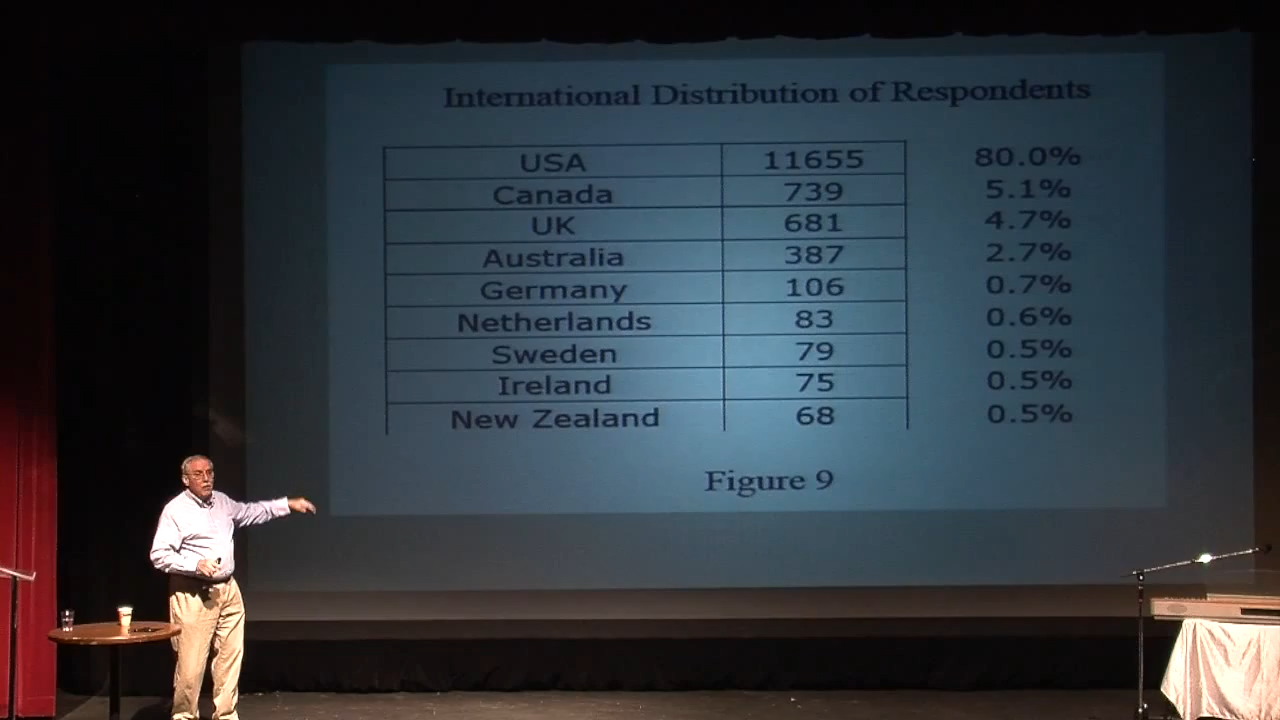 International Distribution of Respondents
USA 11655 80.0%
Canada 739 5.1%
UK 681 4.7%
Australia 387 2.7%
Germany 106 0.7%
Netherlands 83 0.6%
Sweden 79 0.5%
Ireland 75 0.5%
New Zealand 68 0.5%
Figure 9